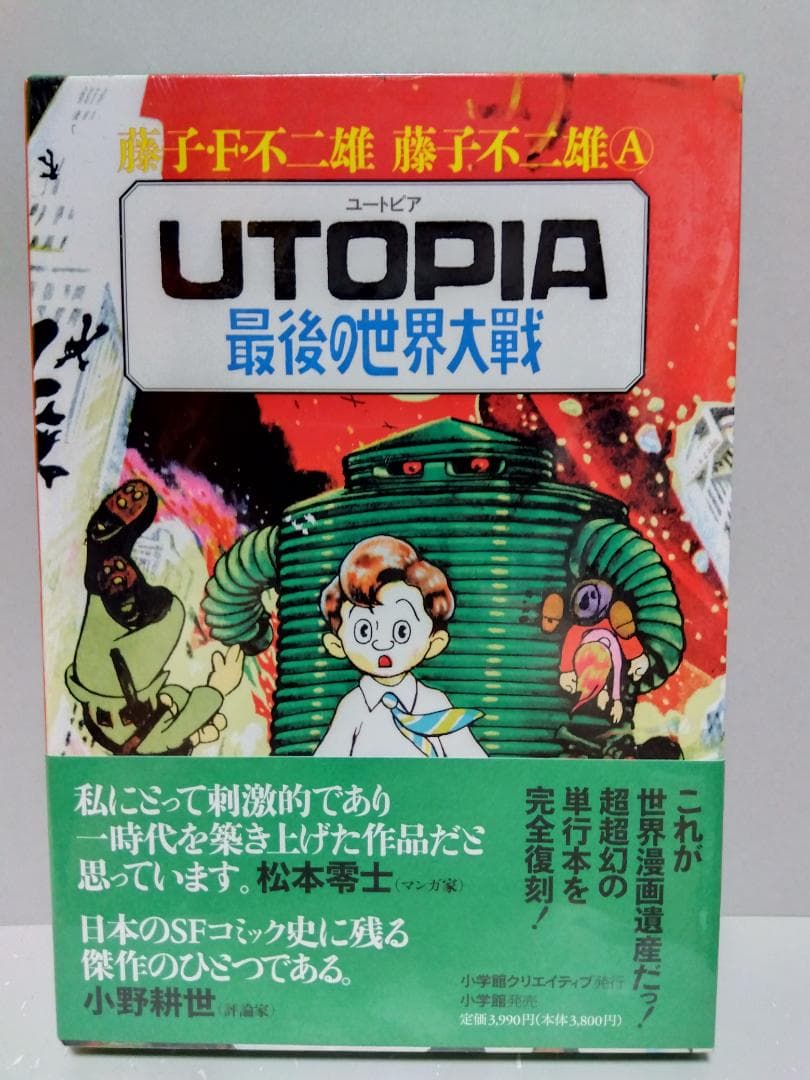 藤子・F・不二雄 藤子不二雄Ⓐ
ユートピア
UTOPIA
最後の世界大戰
これが
世界漫画遺産だっ!
超超幻の
単行本を
完全復刻!
私にとって刺激的であり
一時代を築き上げた作品だと
思っています。松本零士(マンガ家)
日本のSFコミック史に残る
傑作のひとつである。
小野耕世(評論家)
小学館クリエイティブ発行
小学館発売
定価3,990円(本体3,800円)